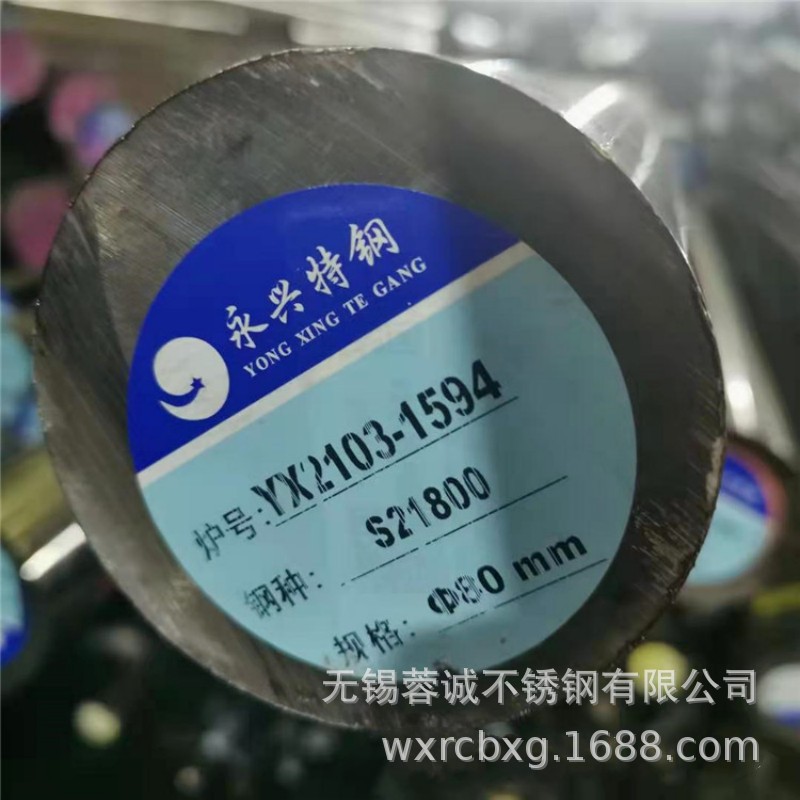 永兴特钢
YONG XING TE GANG
炉号: YX2103-1594
钢种: S21800
规格: Φ80 mm
无锡蓉诚不锈钢有限公司
wxrcbxg.1688.com